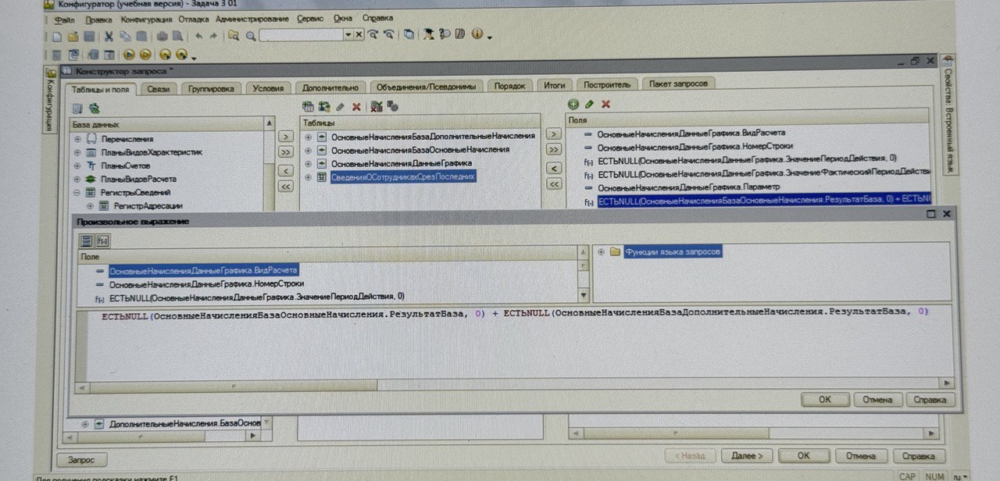 Конфигуратор (учебная версия) - Задача 3 01
Файл Правка Конфигурация Отладка Администрирование Сервис Окна Справка
Конструктор запроса *
Таблицы и поля Связи Группировка Условия Дополнительно Объединения/Псевдонимы Порядок Итоги Построитель Пакет запросов
Конфигурация
Свойства: Встроенный язык
База данных
Перечисления
ПланыВидовХарактеристик
ПланыСчетов
ПланыВидовРасчета
РегистрыСведений
РегистрАдресации
Таблицы
ОсновныеНачисленияБазаДополнительныеНачисления
ОсновныеНачисленияБазаОсновныеНачисления
ОсновныеНачисленияДанныеГрафика
СведенияОСотрудникахСрезПоследних
Поля
ОсновныеНачисленияДанныеГрафика.ВидРасчета
ОсновныеНачисленияДанныеГрафика.НомерСтроки
ЕСТЬNULL(ОсновныеНачисленияДанныеГрафика.ЗначениеПериодДействия, 0)
ЕСТЬNULL(ОсновныеНачисленияДанныеГрафика.ЗначениеФактическийПериодДейств
ОсновныеНачисленияДанныеГрафика.Параметр
ЕСТЬNULL(ОсновныеНачисленияБазаОсновныеНачисления.РезультатБаза, 0) + ЕСТЬNU
Произвольное выражение
Поле
ОсновныеНачисленияДанныеГрафика.ВидРасчета
ОсновныеНачисленияДанныеГрафика.НомерСтроки
ЕСТЬNULL(ОсновныеНачисленияДанныеГрафика.ЗначениеПериодДействия, 0)
Функции языка запросов
ЕСТЬNULL(ОсновныеНачисленияБазаОсновныеНачисления.РезультатБаза, 0) + ЕСТЬNULL(ОсновныеНачисленияБазаДополнительныеНачисления.РезультатБаза, 0)
OK Отмена Справка
ДополнительныеНачисления.БазаОснов
Запрос < Назад Далее > OK Отмена Справка
Для получения подсказки нажмите F1
CAP NUM ru